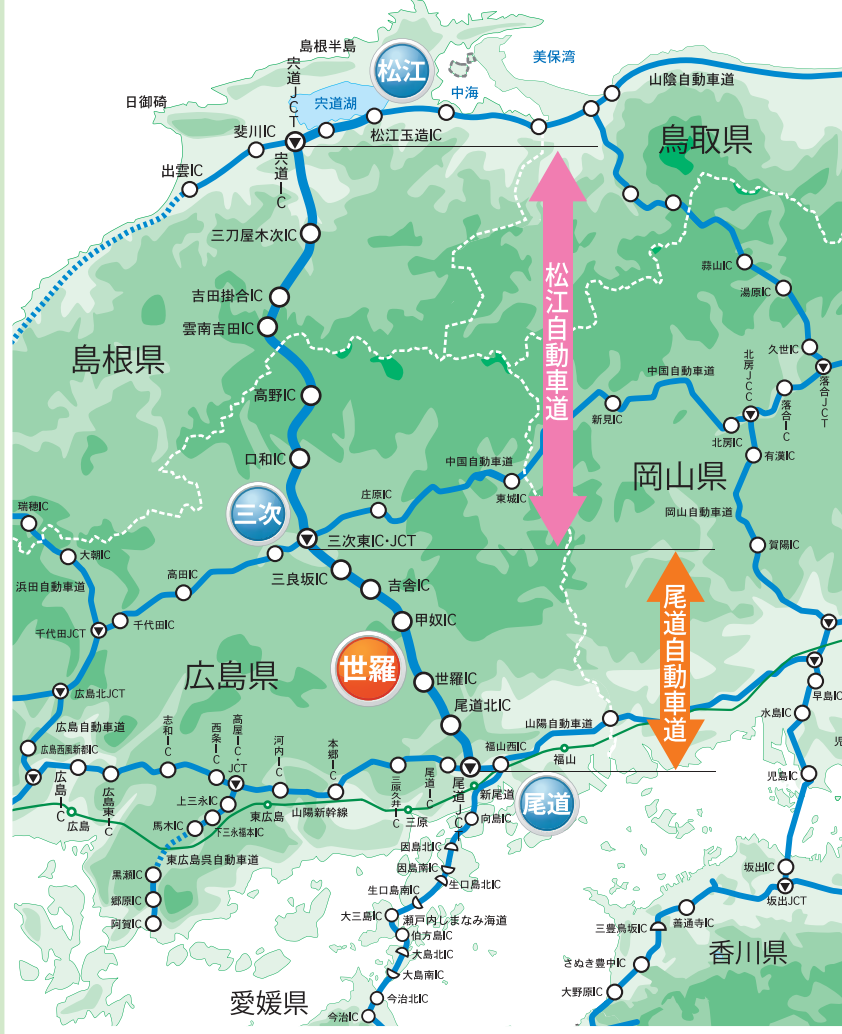 島根半島
美保湾
松江
山陰自動車道
宍道JCT
宍道湖
中海
日御碕
斐川IC
松江玉造IC
鳥取県
出雲IC
宍道IC
三刀屋木次IC
蒜山IC
吉田掛合IC
湯原IC
雲南吉田IC
松江自動車道
久世IC
島根県
中国自動車道
北房JCC
落合JCT
高野IC
落合IC
新見IC
北房IC
口和IC
中国自動車道
有漢IC
庄原IC
東城IC
岡山県
瑞穂IC
三次
岡山自動車道
三次東IC・JCT
大朝IC
賀陽IC
高田IC
三良坂IC
浜田自動車道
吉舎IC
尾道自動車道
千代田IC
甲奴IC
千代田JCT
世羅
広島県
世羅IC
早島IC
広島北JCT
尾道北IC
水島IC
広島自動車道
志和IC
西条IC
高屋IC
JCT
河内IC
本郷IC
山陽自動車道
広島西風新都IC
福山西IC
福山
児
児島IC
広島IC
広島東IC
三原久井IC
尾道IC
尾道JCT
新尾道
尾道
上三永IC
東広島
山陽新幹線
三原
向島IC
広島
馬木IC
下三永福本IC
因島北IC
東広島呉自動車道
因島南IC
坂出IC
黒瀬IC
生口島北IC
生口島南IC
坂出JCT
郷原IC
大三島IC
瀬戸内しまなみ海道
善通寺IC
阿賀IC
伯方島IC
三豊鳥坂IC
大島北IC
香川県
さぬき豊中IC
大島南IC
大野原IC
愛媛県
今治北IC
今治IC